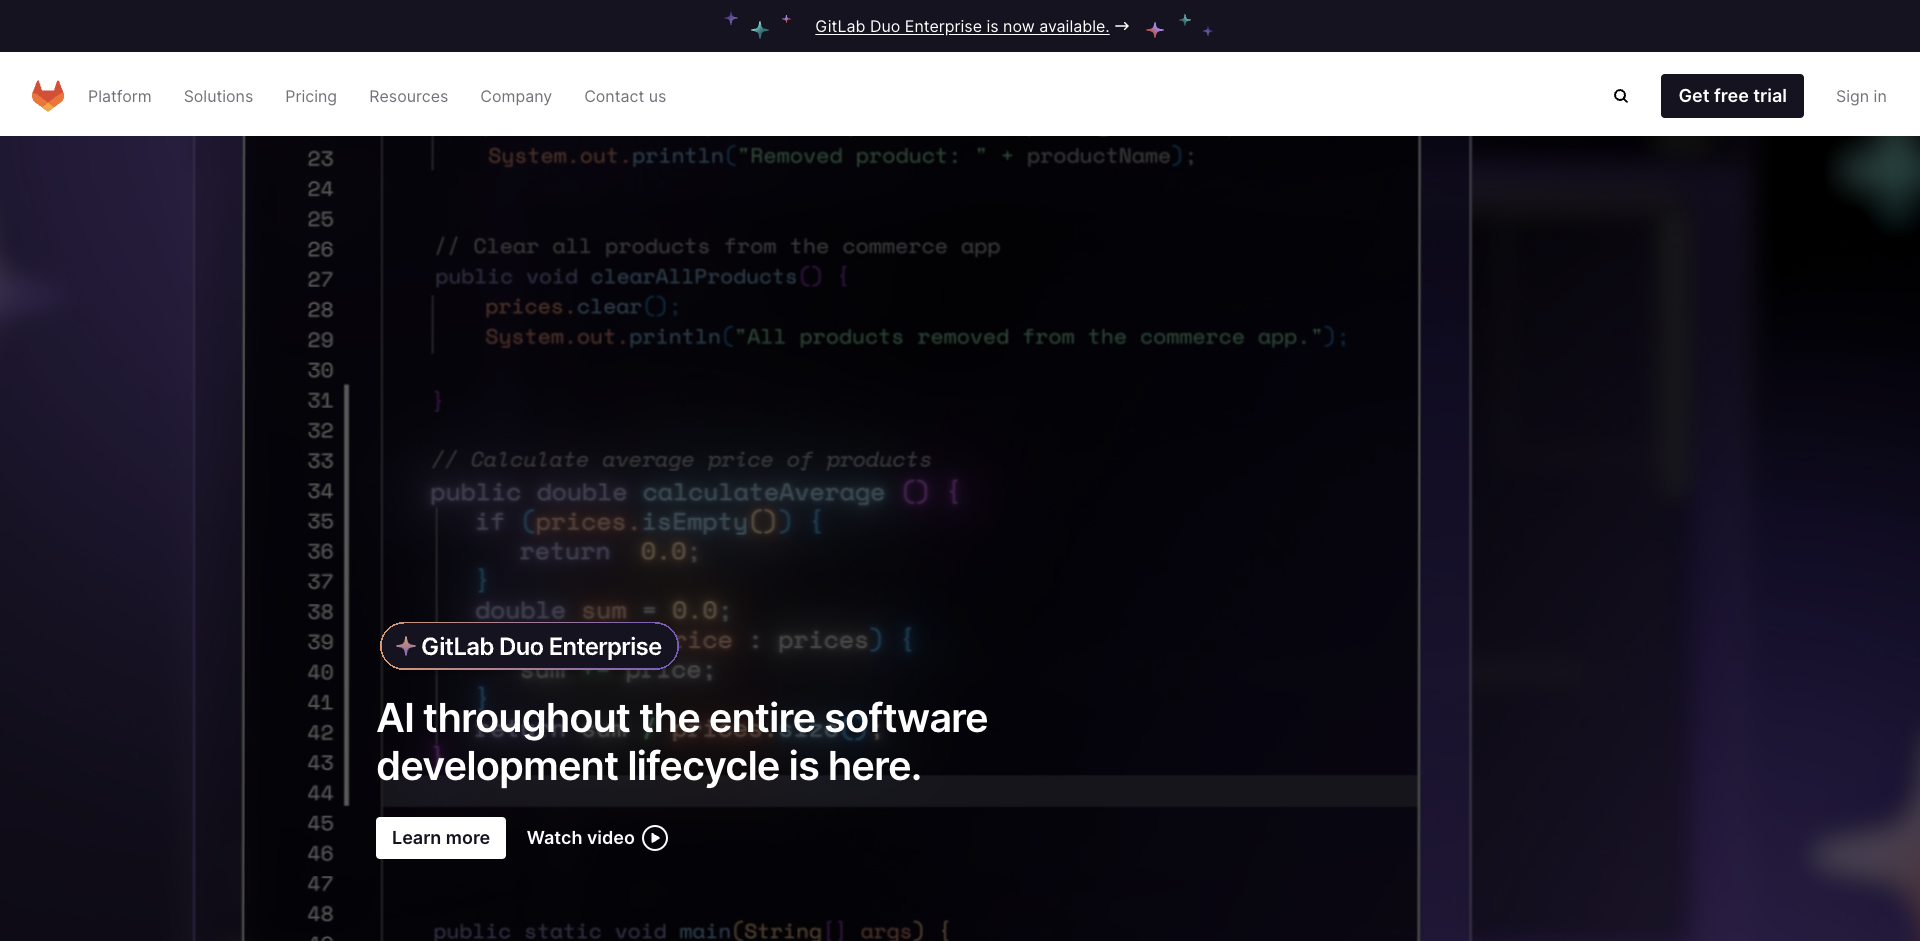 GitLab Duo Enterprise is now available. →
Platform Solutions Pricing Resources Company Contact us Get free trial Sign in
23 System.out.println("Removed product: " + productName);
24
25
26 // Clear all products from the commerce app
27 public void clearAllProducts() {
28 prices.clear();
29 System.out.println("All products removed from the commerce app.");
30
31 }
32
33 // Calculate average price of products
34 public double calculateAverage () {
35 if (prices.isEmpty()) {
36 return 0.0;
37 }
38 double sum = 0.0;
39 rice : prices) {
GitLab Duo Enterprise
40 sum += price;
41 }
42
AI throughout the entire software
43 }
development lifecycle is here.
44
45
Learn more Watch video
46
47
48 public static void main(String[] args) {